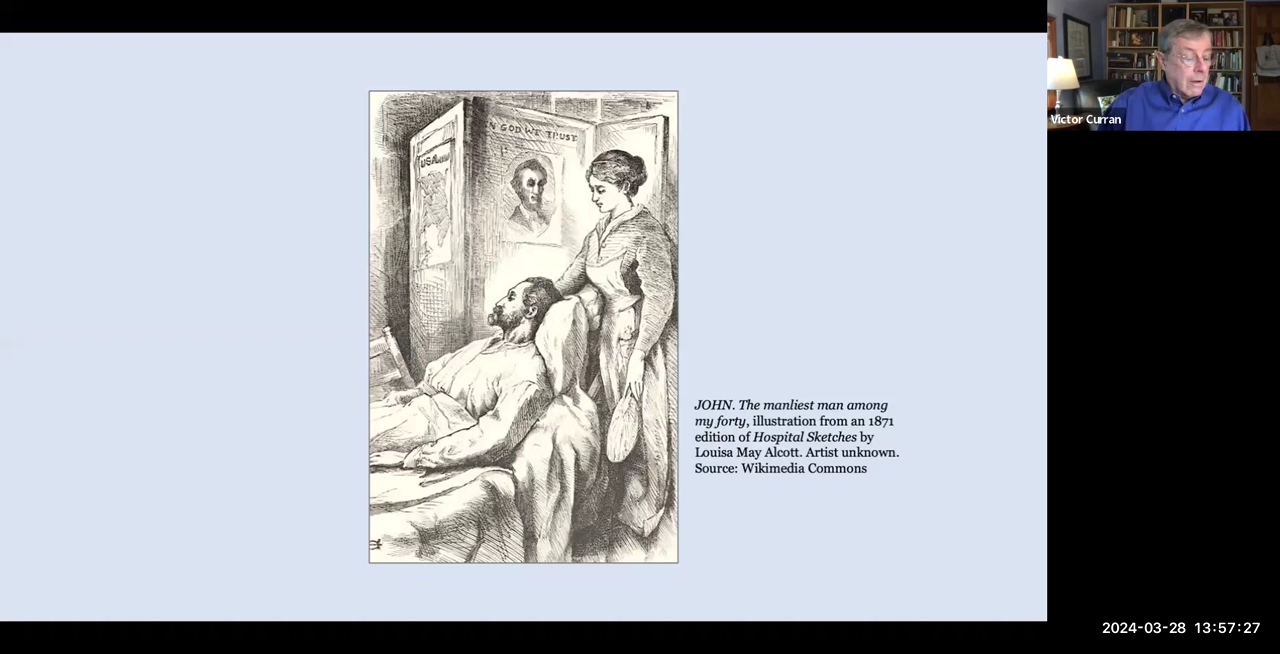 N GOD WE TRUST
USA
JOHN. The manliest man among
my forty, illustration from an 1871
edition of Hospital Sketches by
Louisa May Alcott. Artist unknown.
Source: Wikimedia Commons
Victor Curran
2024-03-28 13:57:27